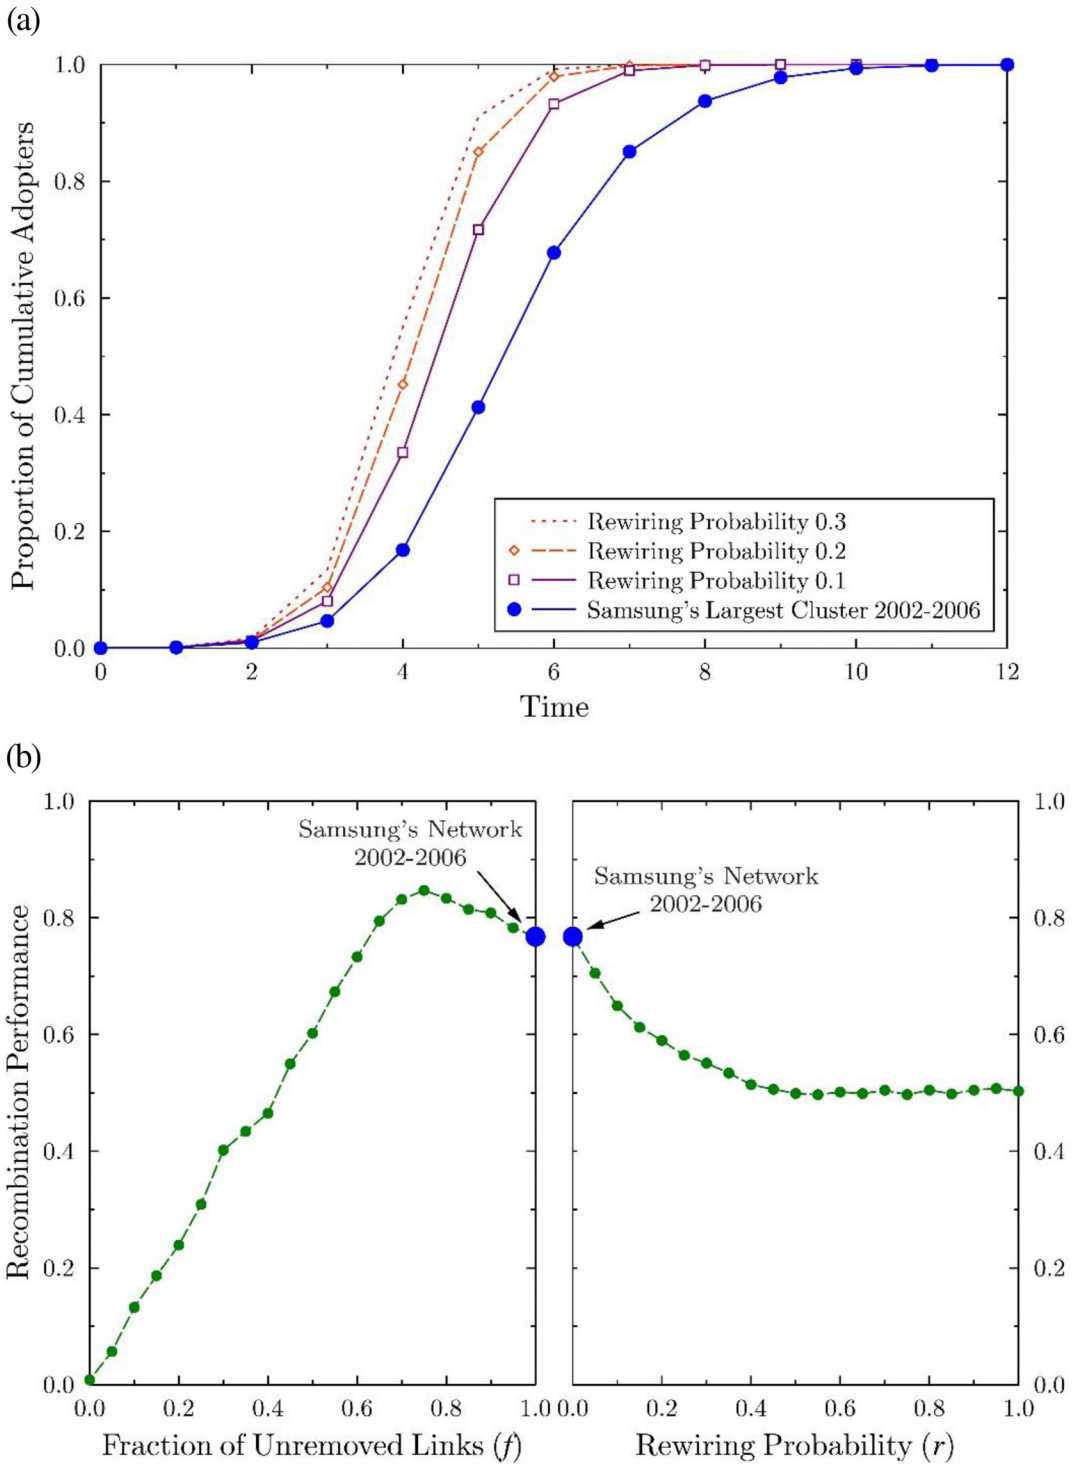 (a)
1.0
0.8
0.6
0.4
0.2
0.0
Proportion of Cumulative Adopters
Rewiring Probability 0.3
Rewiring Probability 0.2
Rewiring Probability 0.1
Samsung's Largest Cluster 2002-2006
0 2 4 6 8 10 12
Time
(b)
1.0
0.8
0.6
0.4
0.2
0.0
Recombination Performance
Samsung's Network
2002-2006
0.0 0.2 0.4 0.6 0.8 1.0
Fraction of Unremoved Links (f)
Samsung's Network
2002-2006
1.0
0.8
0.6
0.4
0.2
0.0
0.0 0.2 0.4 0.6 0.8 1.0
Rewiring Probability (r)